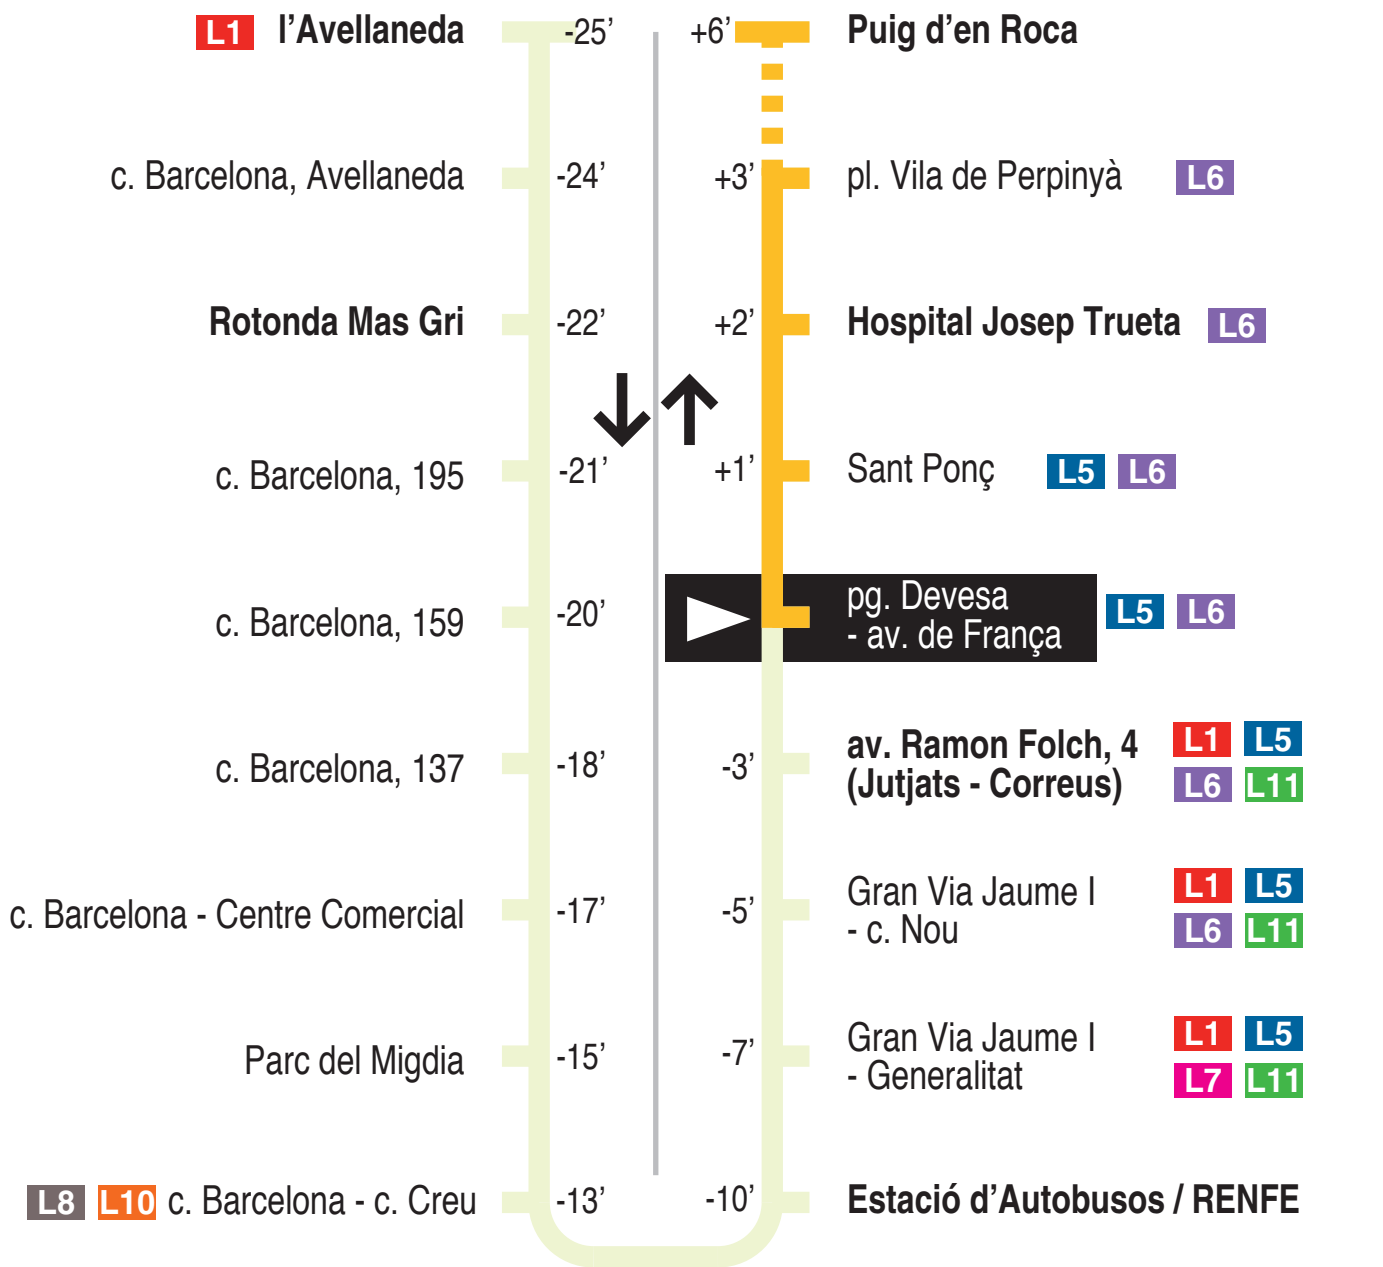 L1 l’Avellaneda -25’
c. Barcelona, Avellaneda -24’
Rotonda Mas Gri -22’
c. Barcelona, 195 -21’
c. Barcelona, 159 -20’
c. Barcelona, 137 -18’
c. Barcelona - Centre Comercial -17’
Parc del Migdia -15’
L8 L10 c. Barcelona - c. Creu -13’
+6’ Puig d’en Roca
+3’ pl. Vila de Perpinyà L6
+2’ Hospital Josep Trueta L6
+1’ Sant Ponç L5 L6
pg. Devesa
- av. de França L5 L6
-3’ av. Ramon Folch, 4 L1 L5
(Jutjats - Correus) L6 L11
-5’ Gran Via Jaume I L1 L5
- c. Nou L6 L11
-7’ Gran Via Jaume I L1 L5
- Generalitat L7 L11
-10’ Estació d’Autobusos / RENFE